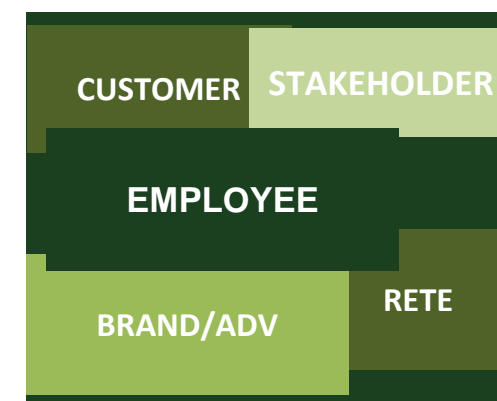 CUSTOMER
STAKEHOLDER
EMPLOYEE
RETE
BRAND/ADV